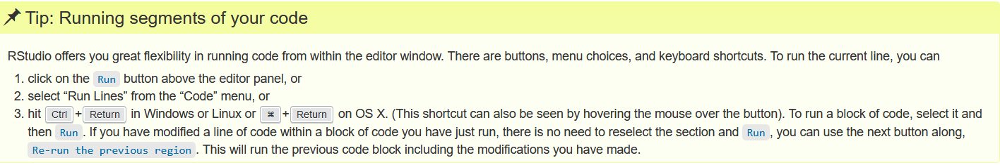 Tip: Running segments of your code
RStudio offers you great flexibility in running code from within the editor window. There are buttons, menu choices, and keyboard shortcuts. To run the current line, you can
1. click on the Run button above the editor panel, or
2. select “Run Lines” from the “Code” menu, or
3. hit Ctrl+Return in Windows or Linux or ⌘+Return on OS X. (This shortcut can also be seen by hovering the mouse over the button). To run a block of code, select it and
then Run. If you have modified a line of code within a block of code you have just run, there is no need to reselect the section and Run, you can use the next button along,
Re-run the previous region. This will run the previous code block including the modifications you have made.